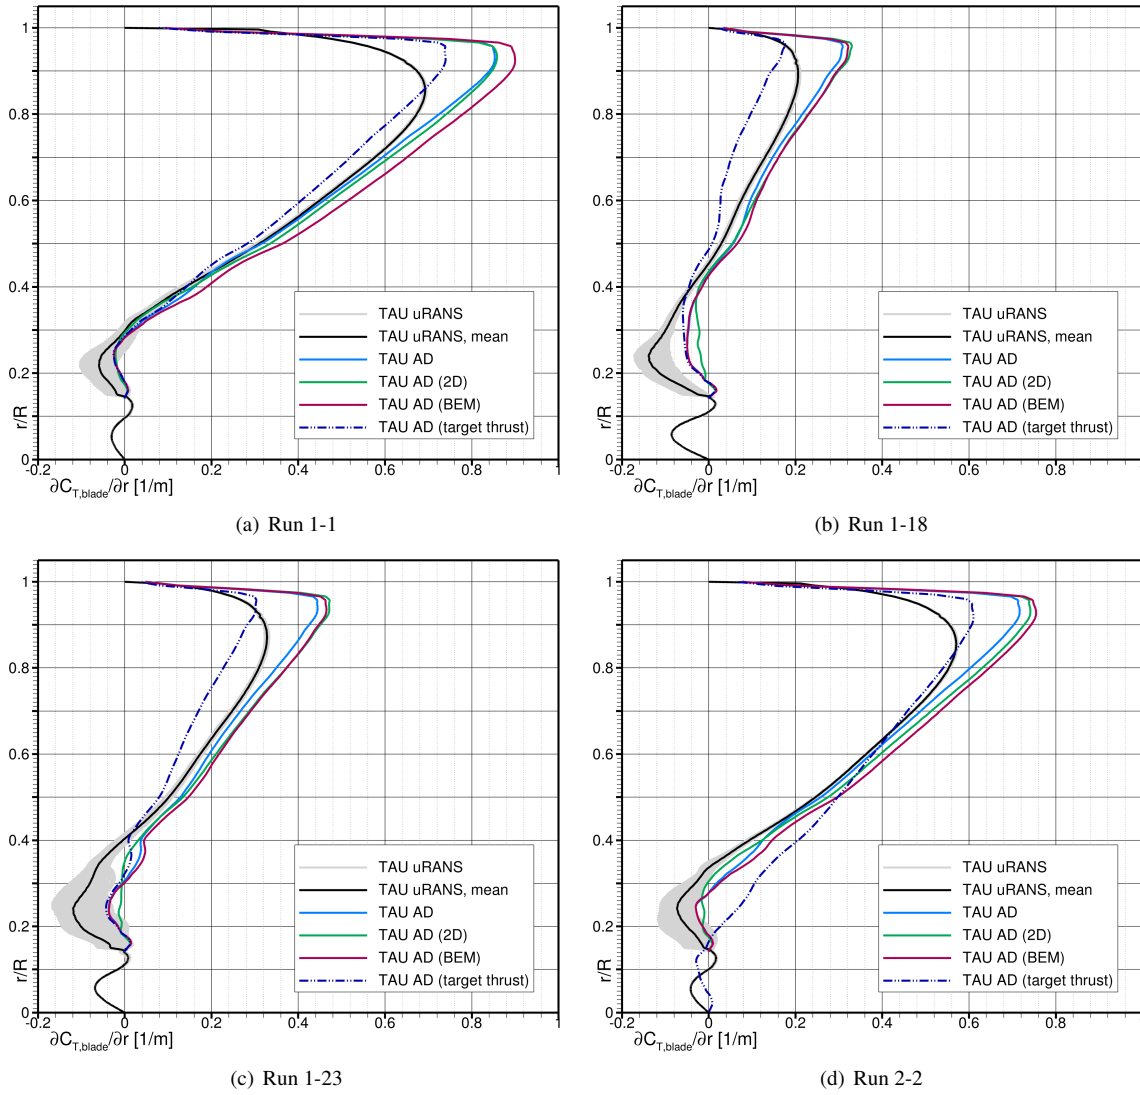 1
0.8
0.6
0.4
0.2
0
r/R
-0.2
0
0.2
0.4
0.6
0.8
1
∂C_T,blade/∂r [1/m]
TAU uRANS
TAU uRANS, mean
TAU AD
TAU AD (2D)
TAU AD (BEM)
TAU AD (target thrust)
(a) Run 1-1
1
0.8
0.6
0.4
0.2
0
r/R
-0.2
0
0.2
0.4
0.6
0.8
∂C_T,blade/∂r [1/m]
TAU uRANS
TAU uRANS, mean
TAU AD
TAU AD (2D)
TAU AD (BEM)
TAU AD (target thrust)
(b) Run 1-18
1
0.8
0.6
0.4
0.2
0
r/R
-0.2
0
0.2
0.4
0.6
0.8
1
∂C_T,blade/∂r [1/m]
TAU uRANS
TAU uRANS, mean
TAU AD
TAU AD (2D)
TAU AD (BEM)
TAU AD (target thrust)
(c) Run 1-23
1
0.8
0.6
0.4
0.2
0
r/R
-0.2
0
0.2
0.4
0.6
0.8
∂C_T,blade/∂r [1/m]
TAU uRANS
TAU uRANS, mean
TAU AD
TAU AD (2D)
TAU AD (BEM)
TAU AD (target thrust)
(d) Run 2-2